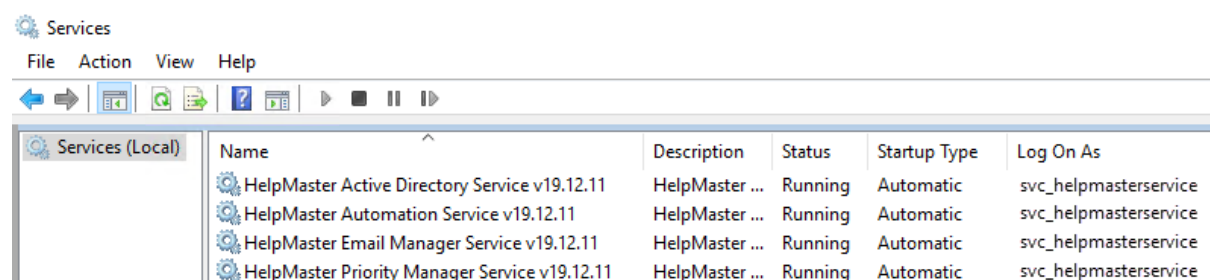 Services
File Action View Help
Services (Local)
Name Description Status Startup Type Log On As
HelpMaster Active Directory Service v19.12.11 HelpMaster ... Running Automatic svc_helpmasterservice
HelpMaster Automation Service v19.12.11 HelpMaster ... Running Automatic svc_helpmasterservice
HelpMaster Email Manager Service v19.12.11 HelpMaster ... Running Automatic svc_helpmasterservice
HelpMaster Priority Manager Service v19.12.11 HelpMaster ... Running Automatic svc_helpmasterservice